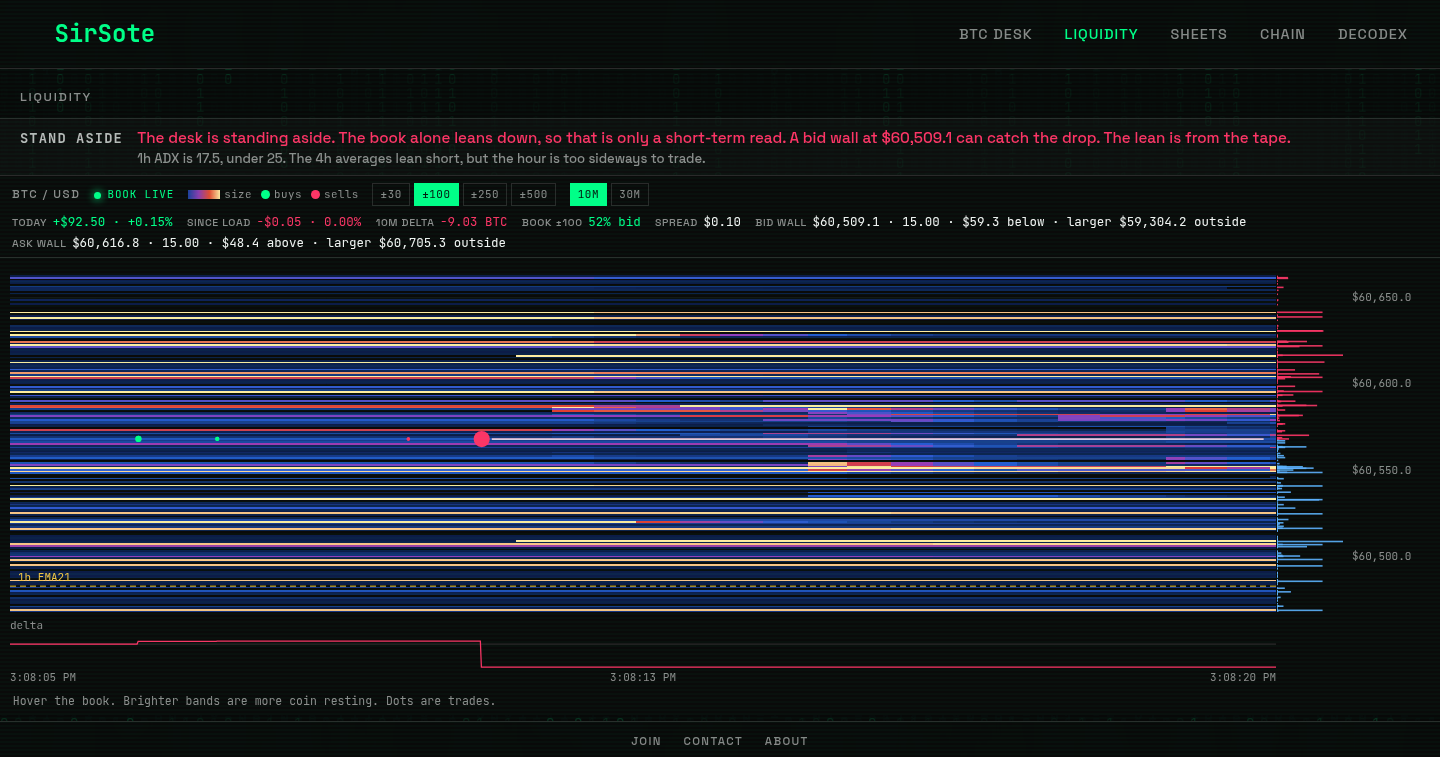 SirSote
BTC DESK LIQUIDITY SHEETS CHAIN DECODEX
LIQUIDITY
STAND ASIDE The desk is standing aside. The book alone leans down, so that is only a short-term read. A bid wall at $60,509.1 can catch the drop. The lean is from the tape.
1h ADX is 17.5, under 25. The 4h averages lean short, but the hour is too sideways to trade.
BTC / USD BOOK LIVE size buys sells ±30 ±100 ±250 ±500 10M 30M
TODAY +$92.50 · +0.15% SINCE LOAD -$0.05 · 0.00% 10M DELTA -9.03 BTC BOOK ±100 52% bid SPREAD $0.10 BID WALL $60,509.1 · 15.00 · $59.3 below · larger $59,304.2 outside
ASK WALL $60,616.8 · 15.00 · $48.4 above · larger $60,705.3 outside
$60,650.0
$60,600.0
$60,550.0
$60,500.0
1h EMA21
delta
3:08:05 PM 3:08:13 PM 3:08:20 PM
Hover the book. Brighter bands are more coin resting. Dots are trades.
JOIN CONTACT ABOUT